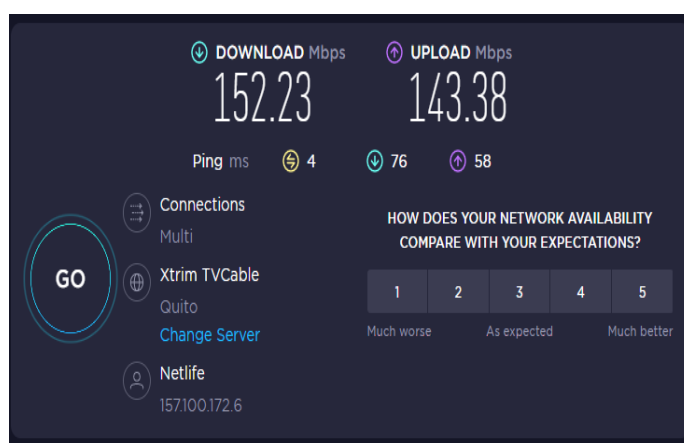 DOWNLOAD Mbps
152.23
UPLOAD Mbps
143.38
Ping ms 4 76 58
GO
Connections
Multi
Xtrim TVCable
Quito
Change Server
Netlife
157.100.172.6
HOW DOES YOUR NETWORK AVAILABILITY
COMPARE WITH YOUR EXPECTATIONS?
1 2 3 4 5
Much worse As expected Much better